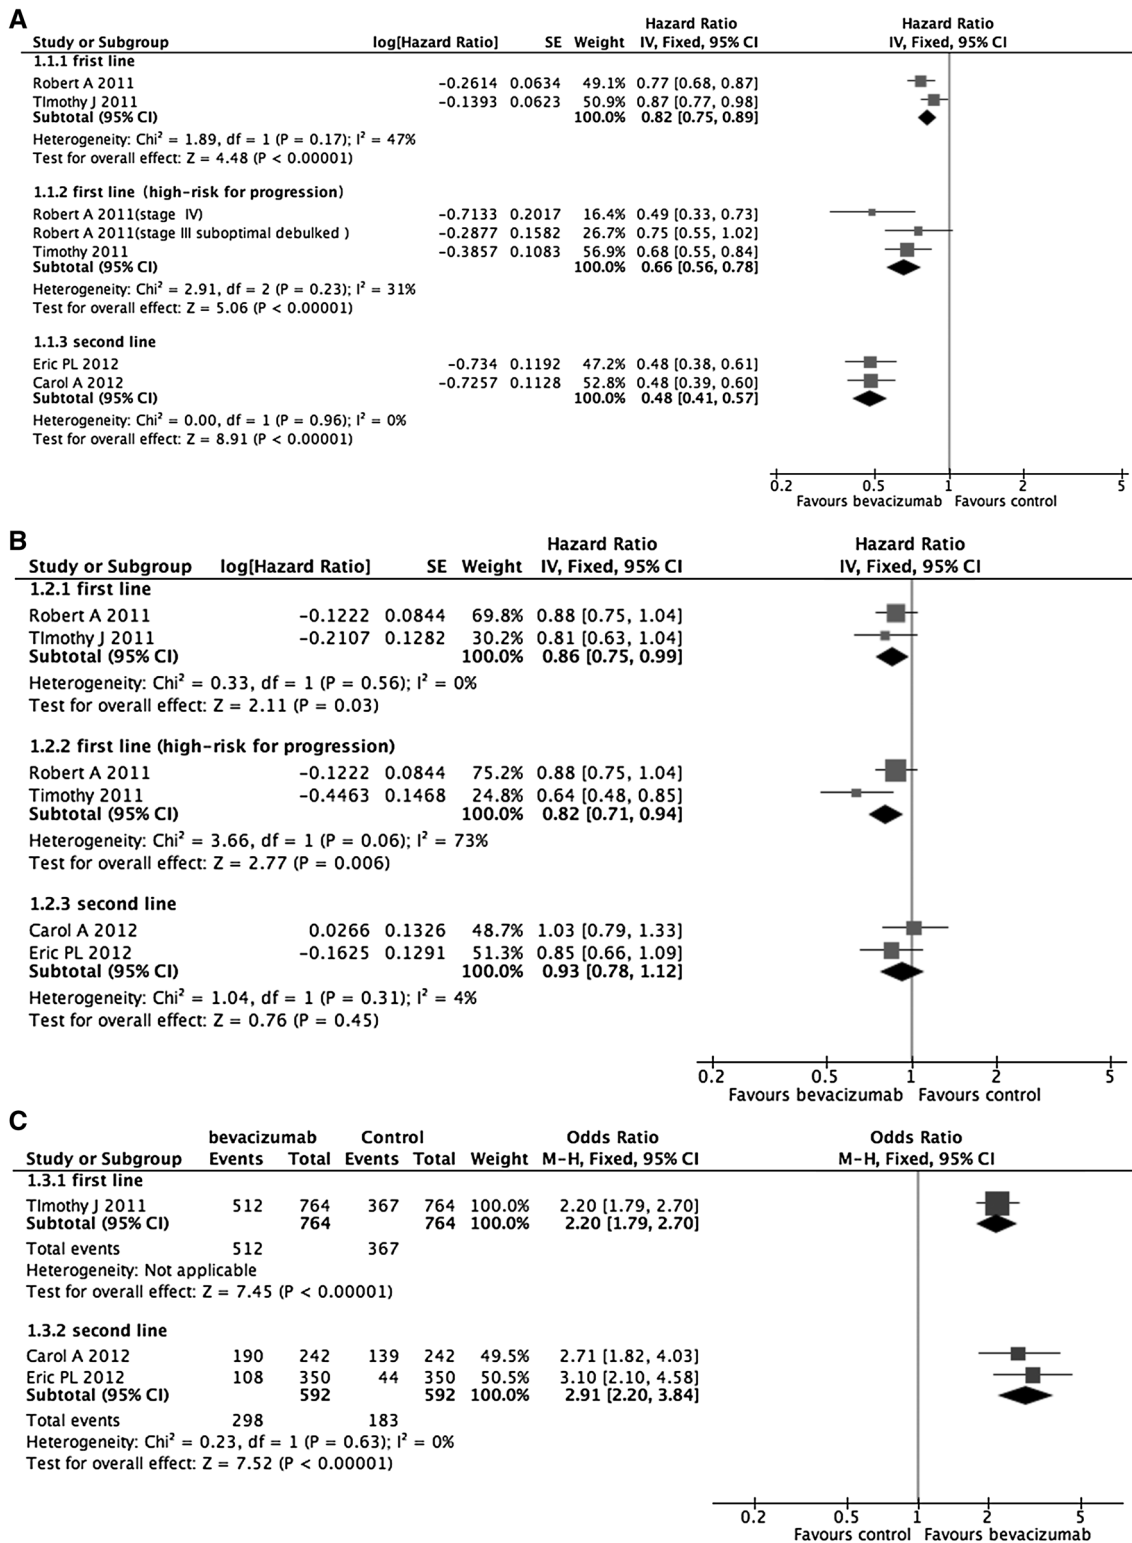 A
Hazard Ratio Hazard Ratio
Study or Subgroup log[Hazard Ratio] SE Weight IV, Fixed, 95% CI IV, Fixed, 95% CI
1.1.1 frist line
Robert A 2011 −0.2614 0.0634 49.1% 0.77 [0.68, 0.87]
TImothy J 2011 −0.1393 0.0623 50.9% 0.87 [0.77, 0.98]
Subtotal (95% CI) 100.0% 0.82 [0.75, 0.89]
Heterogeneity: Chi² = 1.89, df = 1 (P = 0.17); I² = 47%
Test for overall effect: Z = 4.48 (P < 0.00001)
1.1.2 first line (high-risk for progression)
Robert A 2011(stage IV) −0.7133 0.2017 16.4% 0.49 [0.33, 0.73]
Robert A 2011(stage III suboptimal debulked ) −0.2877 0.1582 26.7% 0.75 [0.55, 1.02]
Timothy 2011 −0.3857 0.1083 56.9% 0.68 [0.55, 0.84]
Subtotal (95% CI) 100.0% 0.66 [0.56, 0.78]
Heterogeneity: Chi² = 2.91, df = 2 (P = 0.23); I² = 31%
Test for overall effect: Z = 5.06 (P < 0.00001)
1.1.3 second line
Eric PL 2012 −0.734 0.1192 47.2% 0.48 [0.38, 0.61]
Carol A 2012 −0.7257 0.1128 52.8% 0.48 [0.39, 0.60]
Subtotal (95% CI) 100.0% 0.48 [0.41, 0.57]
Heterogeneity: Chi² = 0.00, df = 1 (P = 0.96); I² = 0%
Test for overall effect: Z = 8.91 (P < 0.00001)
0.2 0.5 1 2 5
Favours bevacizumab Favours control
B
Hazard Ratio Hazard Ratio
Study or Subgroup log[Hazard Ratio] SE Weight IV, Fixed, 95% CI IV, Fixed, 95% CI
1.2.1 first line
Robert A 2011 −0.1222 0.0844 69.8% 0.88 [0.75, 1.04]
TImothy J 2011 −0.2107 0.1282 30.2% 0.81 [0.63, 1.04]
Subtotal (95% CI) 100.0% 0.86 [0.75, 0.99]
Heterogeneity: Chi² = 0.33, df = 1 (P = 0.56); I² = 0%
Test for overall effect: Z = 2.11 (P = 0.03)
1.2.2 first line (high-risk for progression)
Robert A 2011 −0.1222 0.0844 75.2% 0.88 [0.75, 1.04]
Timothy 2011 −0.4463 0.1468 24.8% 0.64 [0.48, 0.85]
Subtotal (95% CI) 100.0% 0.82 [0.71, 0.94]
Heterogeneity: Chi² = 3.66, df = 1 (P = 0.06); I² = 73%
Test for overall effect: Z = 2.77 (P = 0.006)
1.2.3 second line
Carol A 2012 0.0266 0.1326 48.7% 1.03 [0.79, 1.33]
Eric PL 2012 −0.1625 0.1291 51.3% 0.85 [0.66, 1.09]
Subtotal (95% CI) 100.0% 0.93 [0.78, 1.12]
Heterogeneity: Chi² = 1.04, df = 1 (P = 0.31); I² = 4%
Test for overall effect: Z = 0.76 (P = 0.45)
0.2 0.5 1 2 5
Favours bevacizumab Favours control
C
bevacizumab Control Odds Ratio Odds Ratio
Study or Subgroup Events Total Events Total Weight M-H, Fixed, 95% CI M-H, Fixed, 95% CI
1.3.1 first line
TImothy J 2011 512 764 367 764 100.0% 2.20 [1.79, 2.70]
Subtotal (95% CI) 764 764 100.0% 2.20 [1.79, 2.70]
Total events 512 367
Heterogeneity: Not applicable
Test for overall effect: Z = 7.45 (P < 0.00001)
1.3.2 second line
Carol A 2012 190 242 139 242 49.5% 2.71 [1.82, 4.03]
Eric PL 2012 108 350 44 350 50.5% 3.10 [2.10, 4.58]
Subtotal (95% CI) 592 592 100.0% 2.91 [2.20, 3.84]
Total events 298 183
Heterogeneity: Chi² = 0.23, df = 1 (P = 0.63); I² = 0%
Test for overall effect: Z = 7.52 (P < 0.00001)
0.2 0.5 1 2 5
Favours control Favours bevacizumab